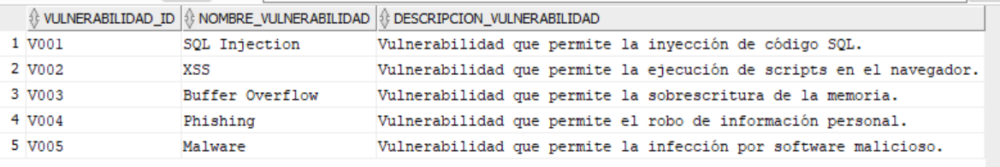 VULNERABILIDAD_ID NOMBRE_VULNERABILIDAD DESCRIPCION_VULNERABILIDAD
1 V001 SQL Injection Vulnerabilidad que permite la inyección de código SQL.
2 V002 XSS Vulnerabilidad que permite la ejecución de scripts en el navegador.
3 V003 Buffer Overflow Vulnerabilidad que permite la sobrescritura de la memoria.
4 V004 Phishing Vulnerabilidad que permite el robo de información personal.
5 V005 Malware Vulnerabilidad que permite la infección por software malicioso.